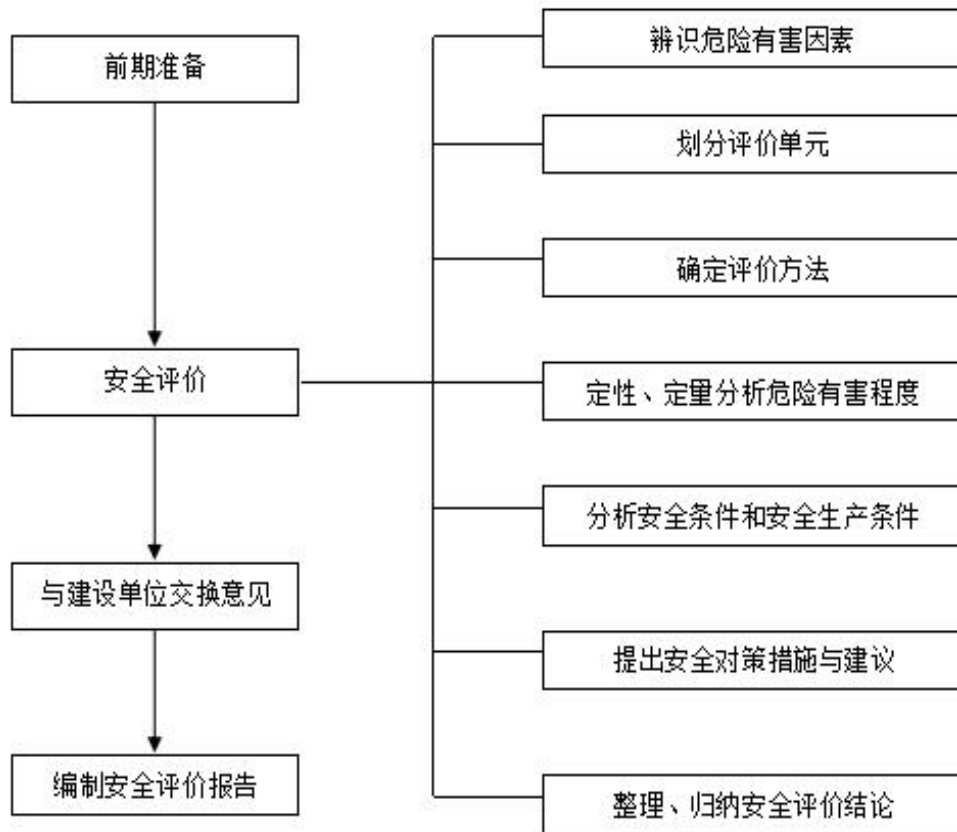 前期准备
安全评价
与建设单位交换意见
编制安全评价报告
辨识危险有害因素
划分评价单元
确定评价方法
定性、定量分析危险有害程度
分析安全条件和安全生产条件
提出安全对策措施与建议
整理、归纳安全评价结论